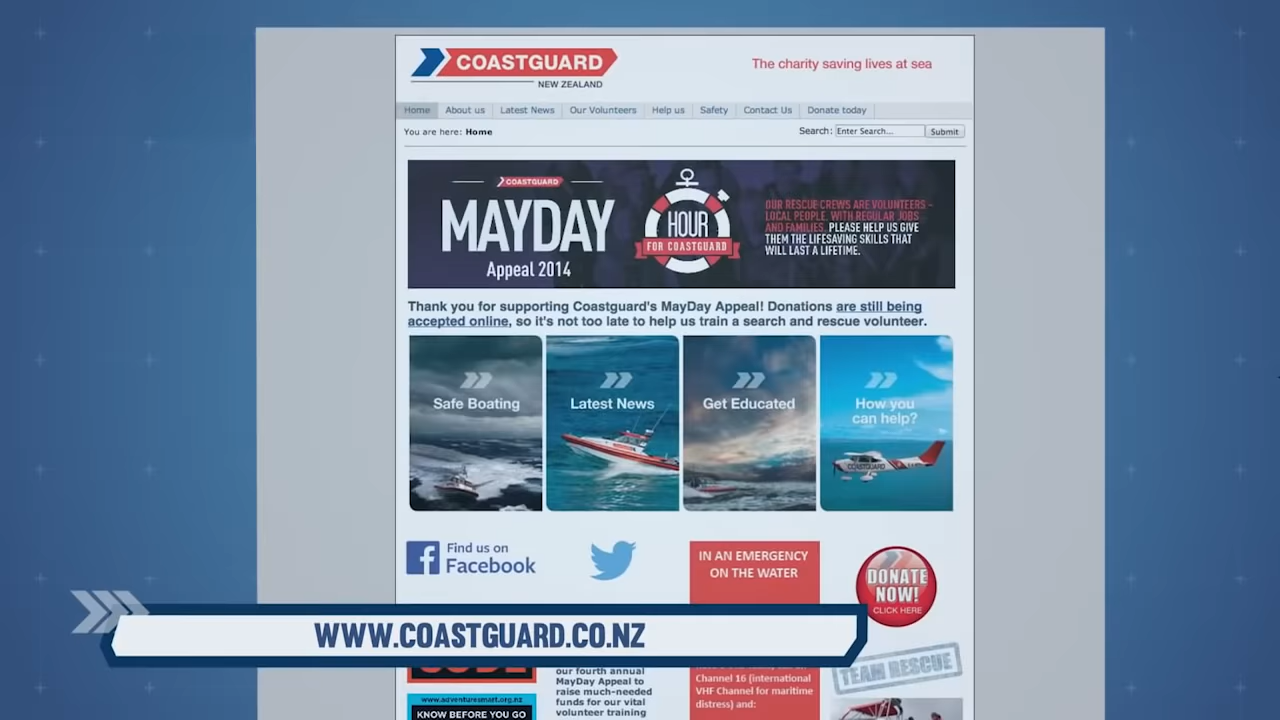 COASTGUARD
NEW ZEALAND
The charity saving lives at sea
Home About us Latest News Our Volunteers Help us Safety Contact Us Donate today
You are here: Home
Search: Enter Search... Submit
COASTGUARD
MAYDAY
Appeal 2014
HOUR
FOR COASTGUARD
OUR RESCUE CREWS ARE VOLUNTEERS –
LOCAL PEOPLE, WITH REGULAR JOBS
AND FAMILIES. PLEASE HELP US GIVE
THEM THE LIFESAVING SKILLS THAT
WILL LAST A LIFETIME.
Thank you for supporting Coastguard's MayDay Appeal! Donations are still being
accepted online, so it's not too late to help us train a search and rescue volunteer.
Safe Boating
Latest News
Get Educated
How you
can help?
COASTGUARD
Find us on
Facebook
IN AN EMERGENCY
ON THE WATER
DONATE
NOW!
CLICK HERE
WWW.COASTGUARD.CO.NZ
our fourth annual
MayDay Appeal to
raise much-needed
funds for our vital
volunteer training
Channel 16 (international
VHF Channel for maritime
distress) and:
TEAM RESCUE
www.adventuresmart.org.nz
KNOW BEFORE YOU GO